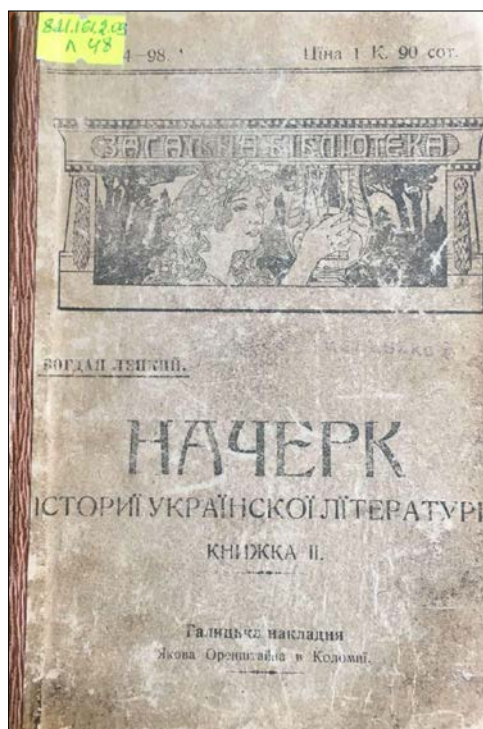 821.161.2.09
Л 48
4—98.
Ціна 1 К. 90 сот.
ЗАГАЛЬНА БІБЛІОТЕКА
БОГДАН ЛЕПКИЙ.
НАЧЕРК
ІСТОРИЇ УКРАЇНСКОЇ ЛЇТЕРАТУРИ
КНИЖКА II.
Галицька накладня
Якова Оренштайна в Коломиї.